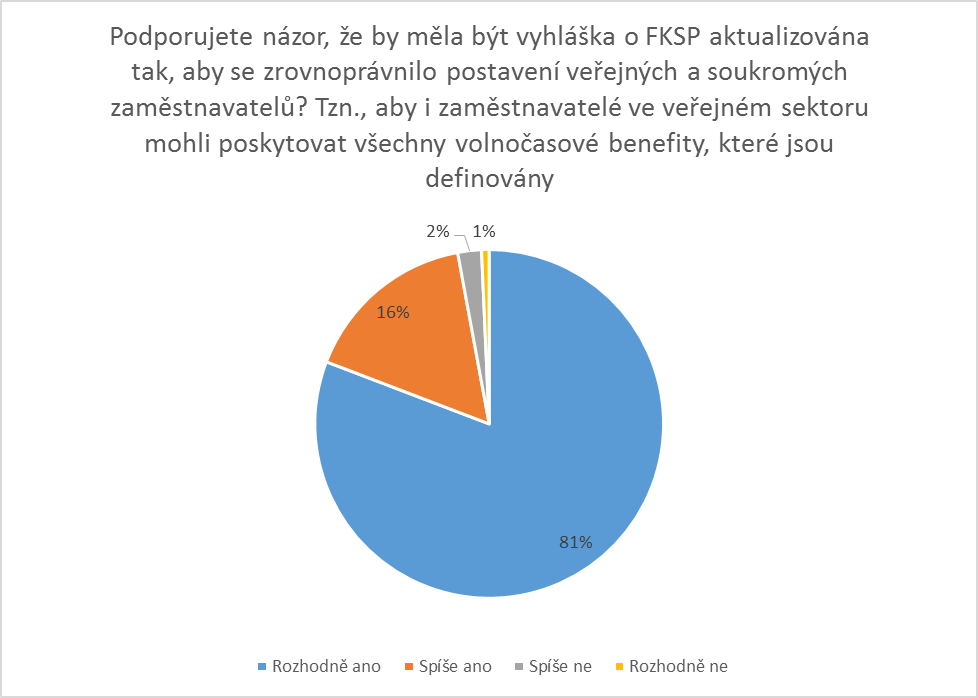 Podporujete názor, že by měla být vyhláška o FKSP aktualizována
tak, aby se zrovnoprávnilo postavení veřejných a soukromých
zaměstnavatelů? Tzn., aby i zaměstnavatelé ve veřejném sektoru
mohli poskytovat všechny volnočasové benefity, které jsou
definovány
2% 1%
16%
81%
Rozhodně ano Spíše ano Spíše ne Rozhodně ne